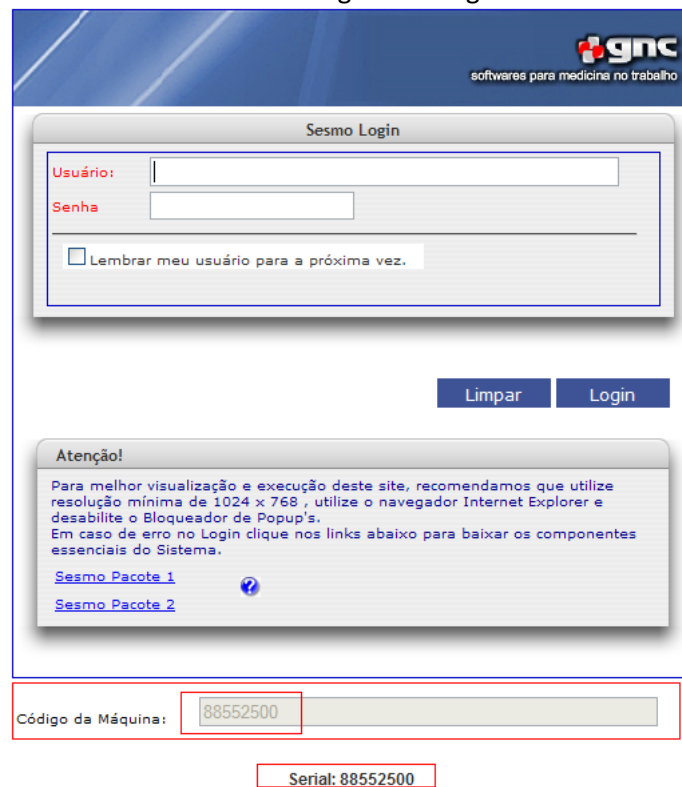 gnc
softwares para medicina no trabalho
Sesmo Login
Usuário:
Senha
Lembrar meu usuário para a próxima vez.
Limpar Login
Atenção!
Para melhor visualização e execução deste site, recomendamos que utilize
resolução mínima de 1024 x 768 , utilize o navegador Internet Explorer e
desabilite o Bloqueador de Popup's.
Em caso de erro no Login clique nos links abaixo para baixar os componentes
essenciais do Sistema.
Sesmo Pacote 1
?
Sesmo Pacote 2
Código da Máquina: 88552500
Serial: 88552500